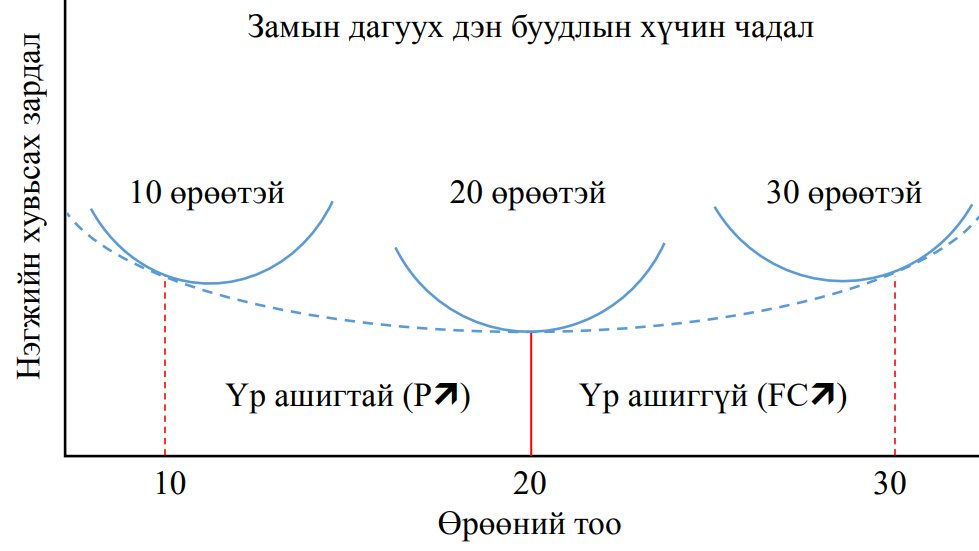 Замын дагуух дэн буудлын хүчин чадал
Нэгжийн хувьсах зардал
10 өрөөтэй
20 өрөөтэй
30 өрөөтэй
Үр ашигтай (P↗)
Үр ашиггүй (FC↗)
10
20
30
Өрөөний тоо